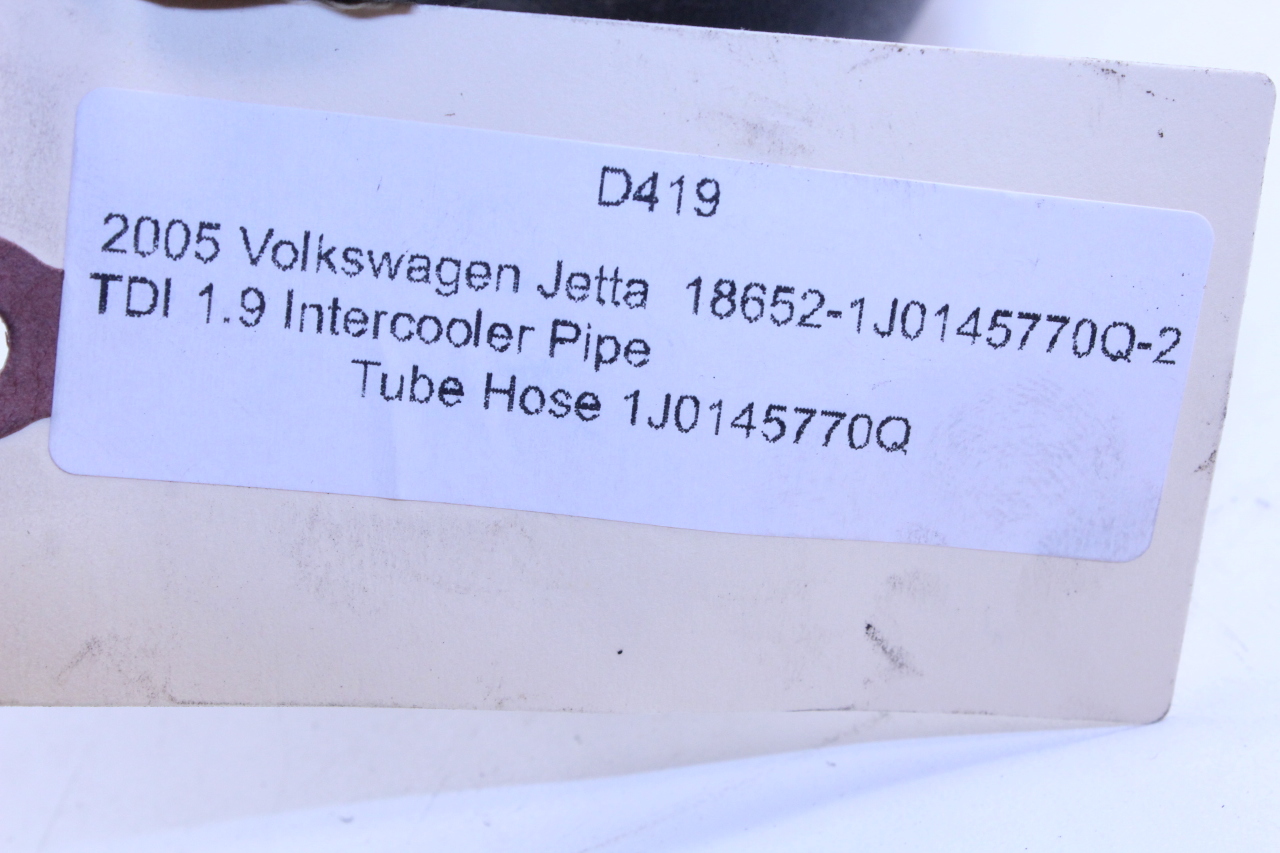 D419
2005 Volkswagen Jetta 18652-1J0145770Q-2
TDI 1.9 Intercooler Pipe
Tube Hose 1J0145770Q